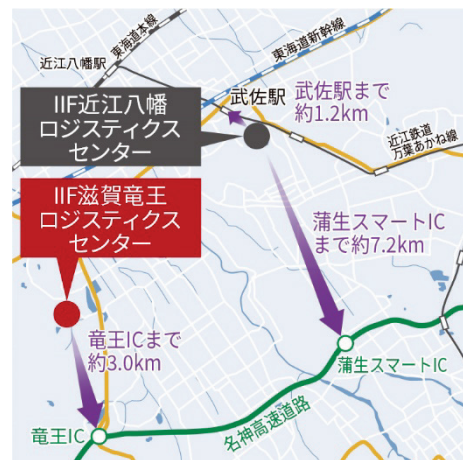 東海道本線
東海道新幹線
近江八幡駅
IIF近江八幡
ロジスティクス
センター
武佐駅
武佐駅まで
約1.2km
近江鉄道
万葉あかね線
IIF滋賀竜王
ロジスティクス
センター
蒲生スマートIC
まで約7.2km
竜王ICまで
約3.0km
蒲生スマートIC
名神高速道路
竜王IC